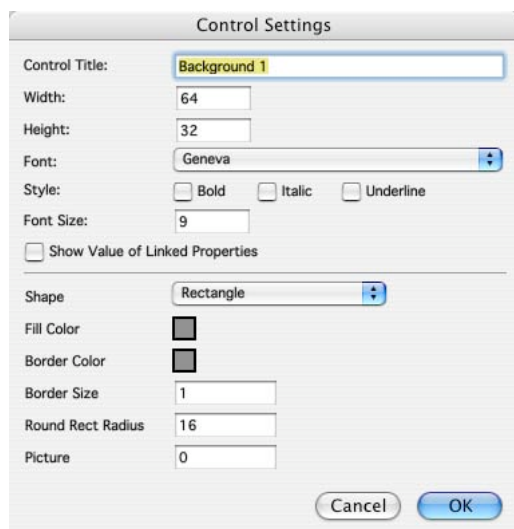 Control Settings
Control Title: Background 1
Width: 64
Height: 32
Font: Geneva
Style: Bold Italic Underline
Font Size: 9
Show Value of Linked Properties
Shape Rectangle
Fill Color
Border Color
Border Size 1
Round Rect Radius 16
Picture 0
Cancel OK